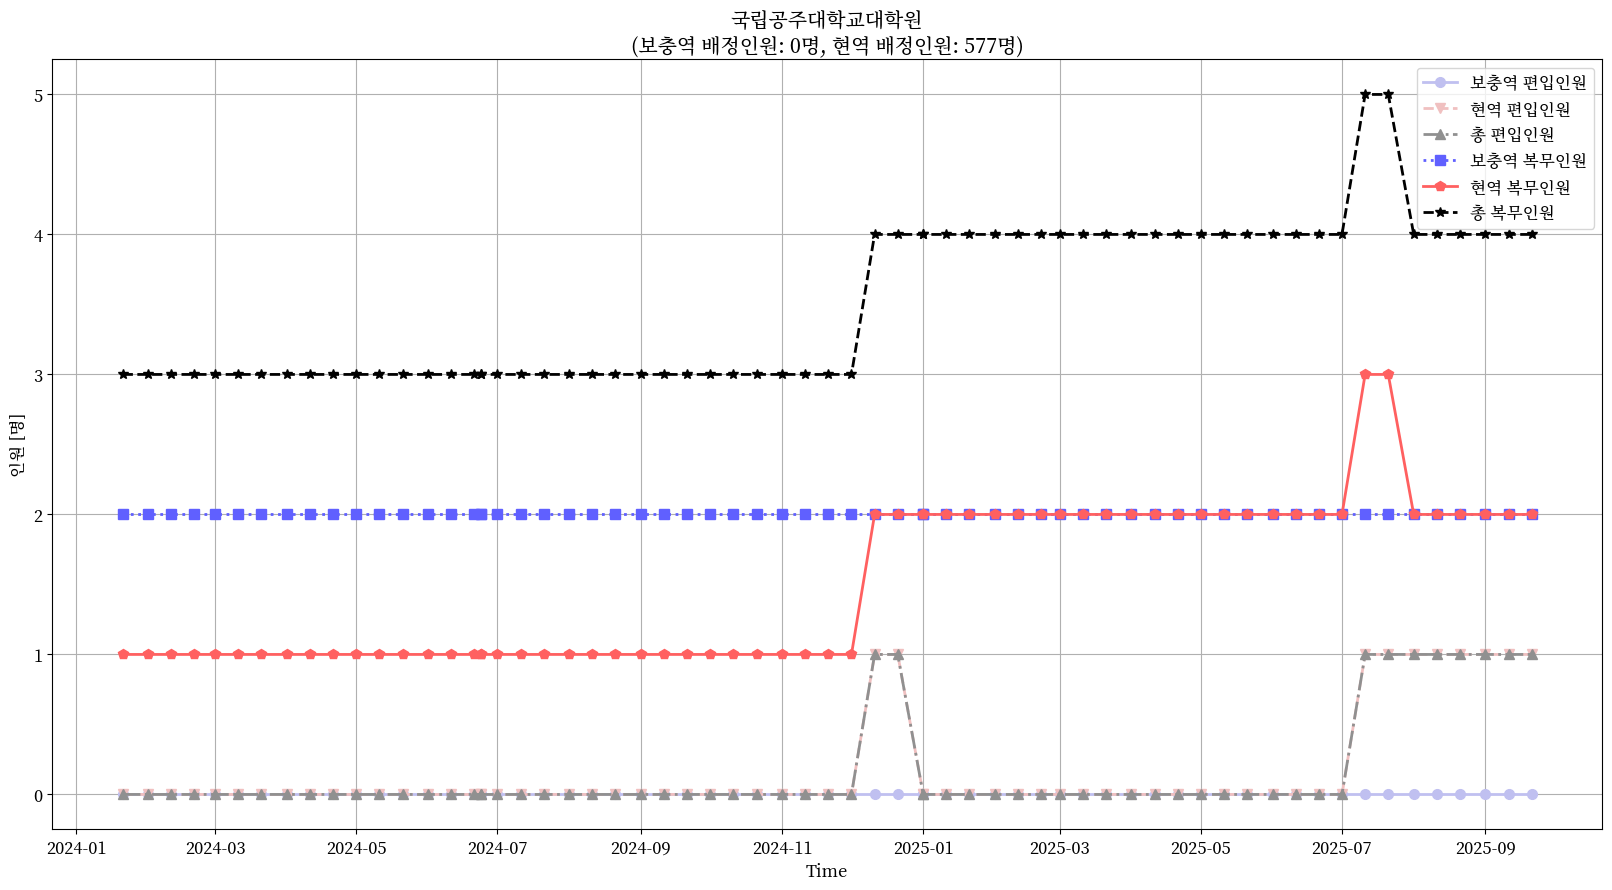 국립공주대학교대학원
(보충역 배정인원: 0명, 현역 배정인원: 577명)
보충역 편입인원
현역 편입인원
총 편입인원
보충역 복무인원
현역 복무인원
총 복무인원
인원 [명]
5
4
3
2
1
0
2024-01
2024-03
2024-05
2024-07
2024-09
2024-11
2025-01
2025-03
2025-05
2025-07
2025-09
Time